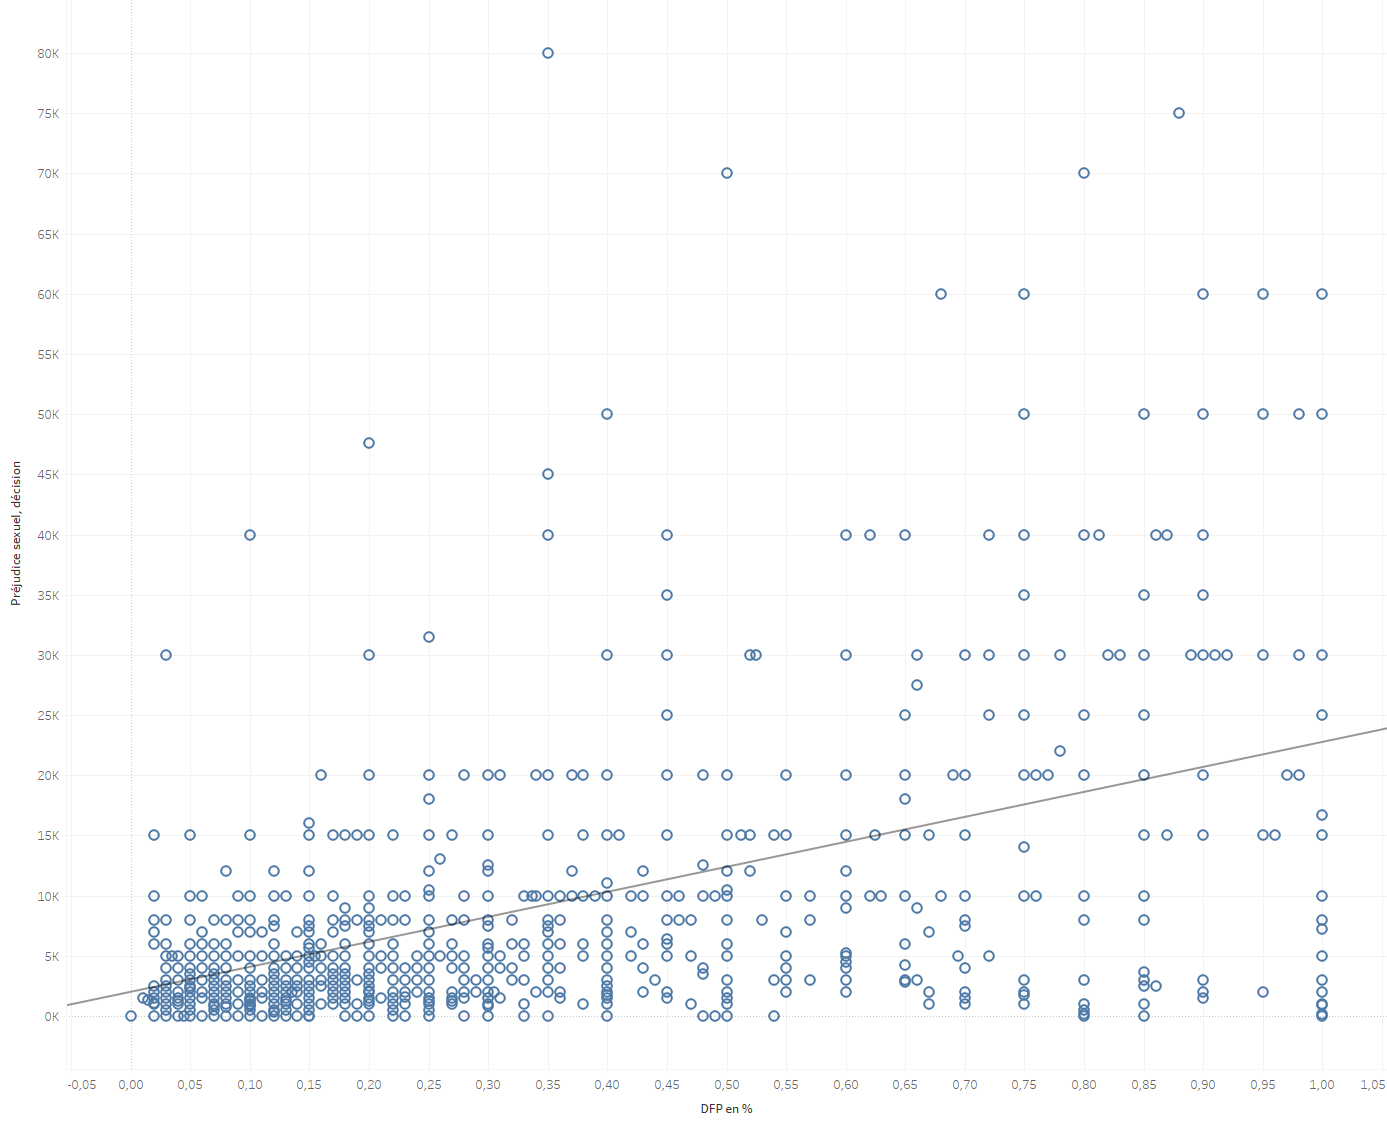 80K
75K
70K
65K
60K
55K
50K
45K
40K
35K
30K
25K
20K
15K
10K
5K
0K
Préjudice sexuel, décision
-0,05 0,00 0,05 0,10 0,15 0,20 0,25 0,30 0,35 0,40 0,45 0,50 0,55 0,60 0,65 0,70 0,75 0,80 0,85 0,90 0,95 1,00 1,05
DFP en %